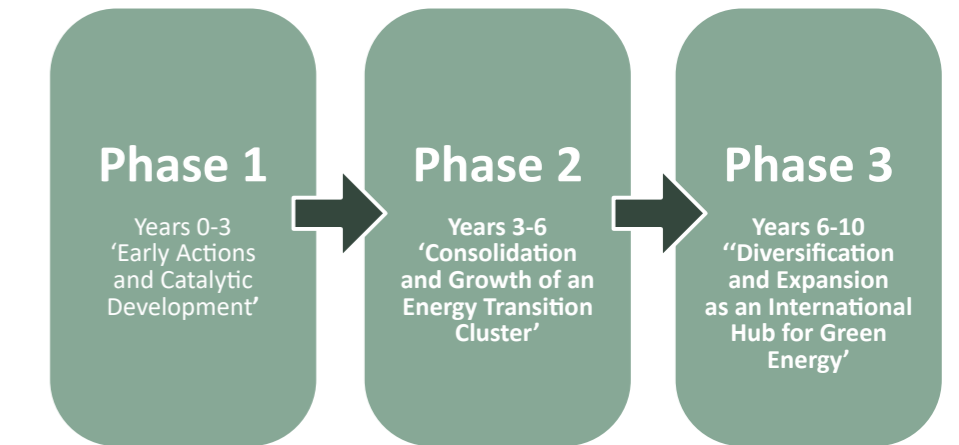 Phase 1
Years 0-3
‘Early Actions
and Catalytic
Development’
Phase 2
Years 3-6
‘Consolidation
and Growth of an
Energy Transition
Cluster’
Phase 3
Years 6-10
‘‘Diversification
and Expansion
as an International
Hub for Green
Energy’